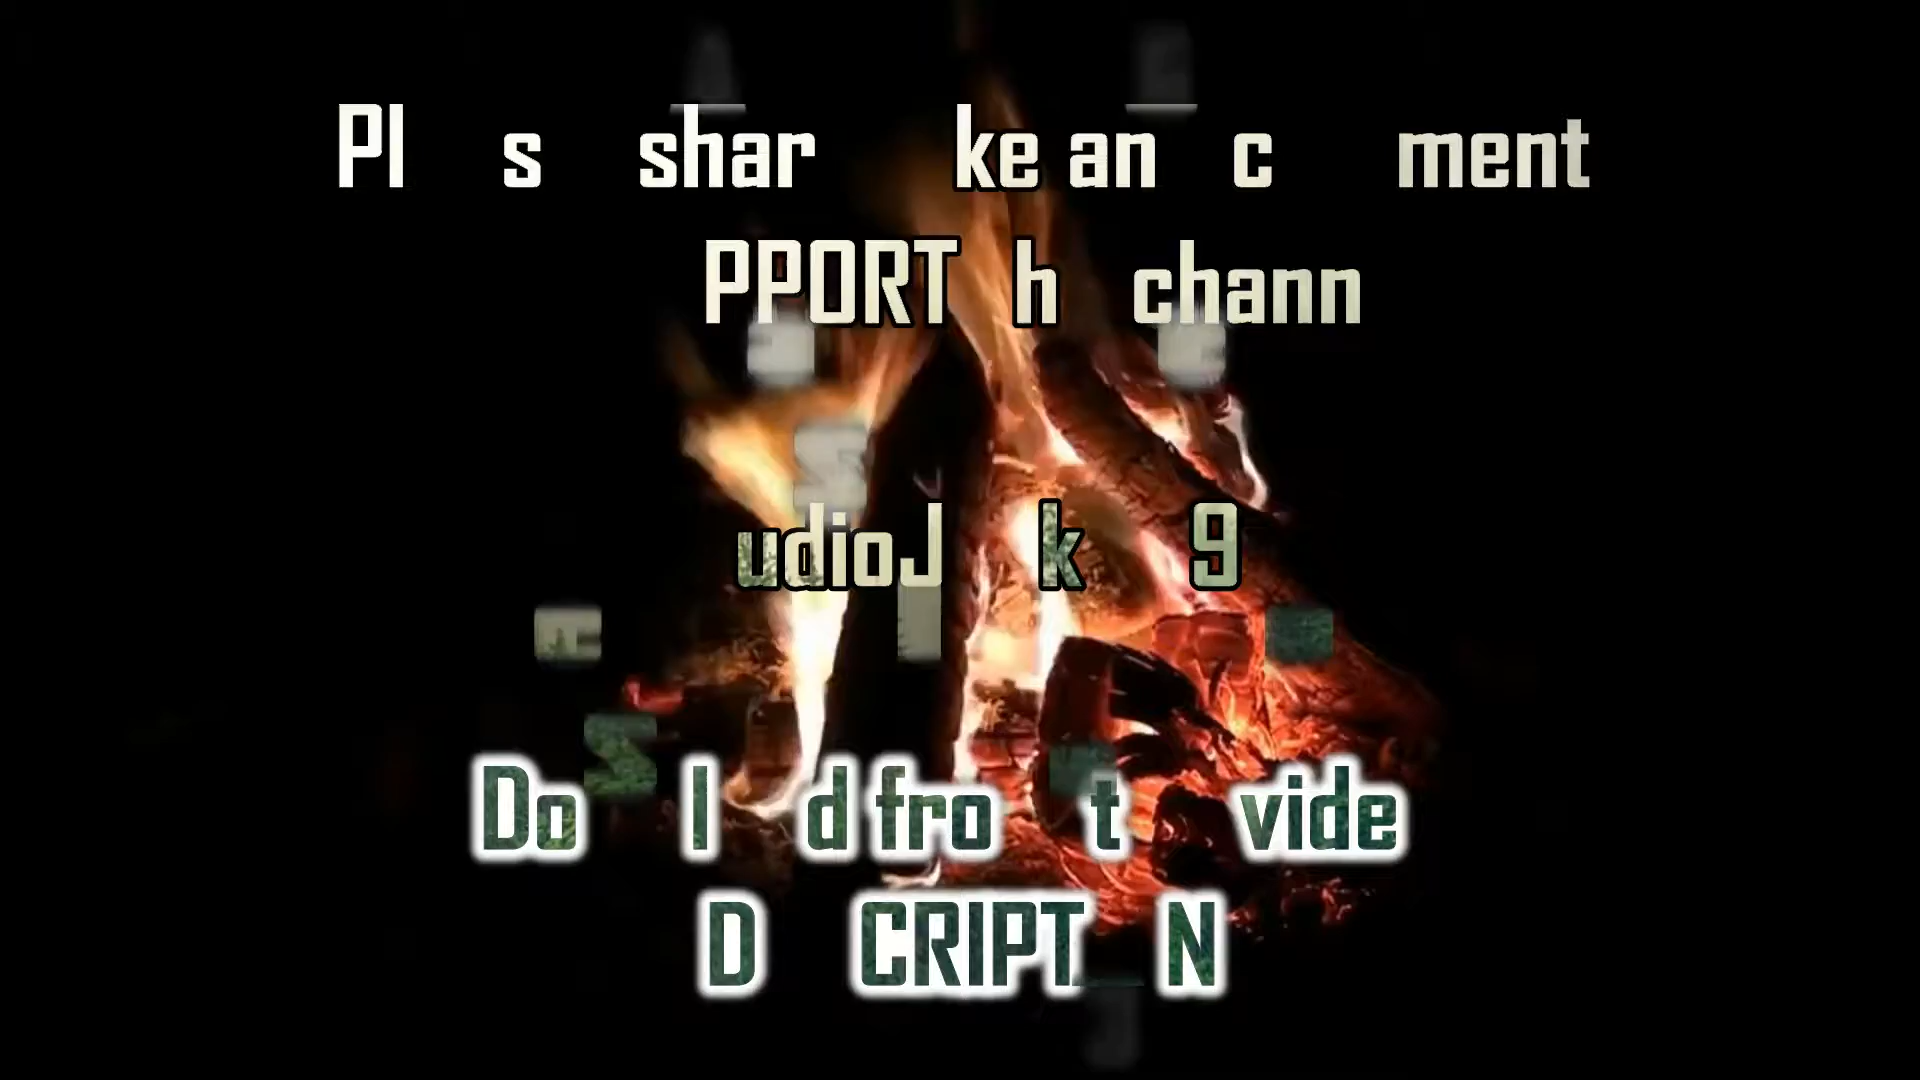 Pl s shar ke an c ment
PPORT h chann
udioJ k 9
Do l d fro t vide
D CRIPT N